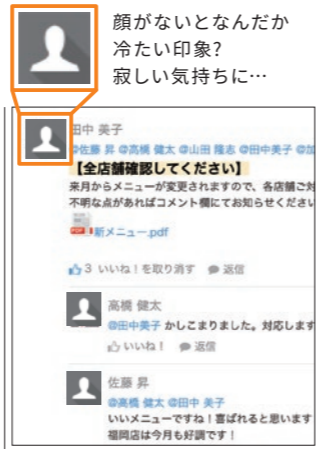 顔がないとなんだか
冷たい印象?
寂しい気持ちに…
田中 美子
@佐藤 昇 @高橋 健太 @山田 隆志 @田中美子 @加
【全店舗確認してください】
来月からメニューが変更されますので、各店舗ご対
不明な点があればコメント欄にてお知らせください
PDF 新メニュー.pdf
3 いいね!を取り消す 返信
高橋 健太
@田中美子 かしこまりました。対応します
いいね! 返信
佐藤 昇
@高橋 健太 @田中 美子
いいメニューですね!喜ばれると思います
福岡店は今月も好調です!